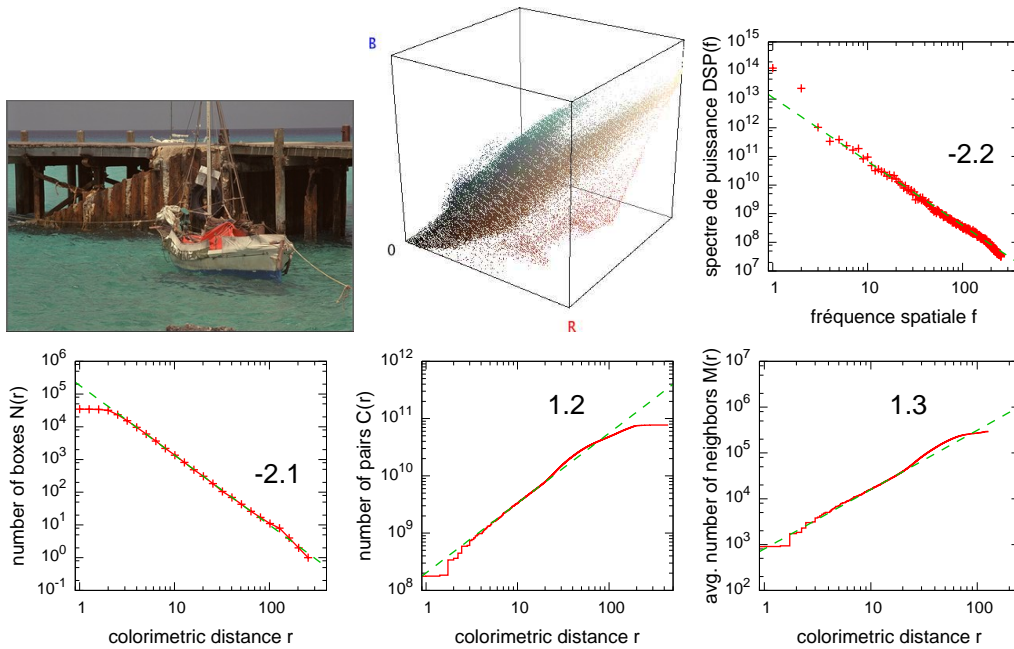 B
0
R
10^15
10^14
10^13
10^12
10^11
10^10
10^9
10^8
10^7
1 10 100
spectre de puissance DSP(f)
fréquence spatiale f
-2.2
10^6
10^5
10^4
10^3
10^2
10^1
10^0
10^-1
1 10 100
number of boxes N(r)
colorimetric distance r
-2.1
10^12
10^11
10^10
10^9
10^8
1 10 100
number of pairs C(r)
colorimetric distance r
1.2
10^7
10^6
10^5
10^4
10^3
10^2
1 10 100
avg. number of neighbors M(r)
colorimetric distance r
1.3